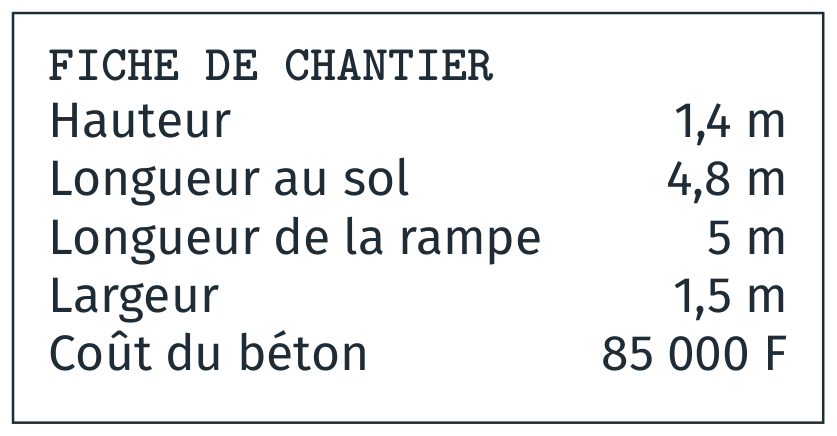 FICHE DE CHANTIER
Hauteur 1,4 m
Longueur au sol 4,8 m
Longueur de la rampe 5 m
Largeur 1,5 m
Coût du béton 85 000 F